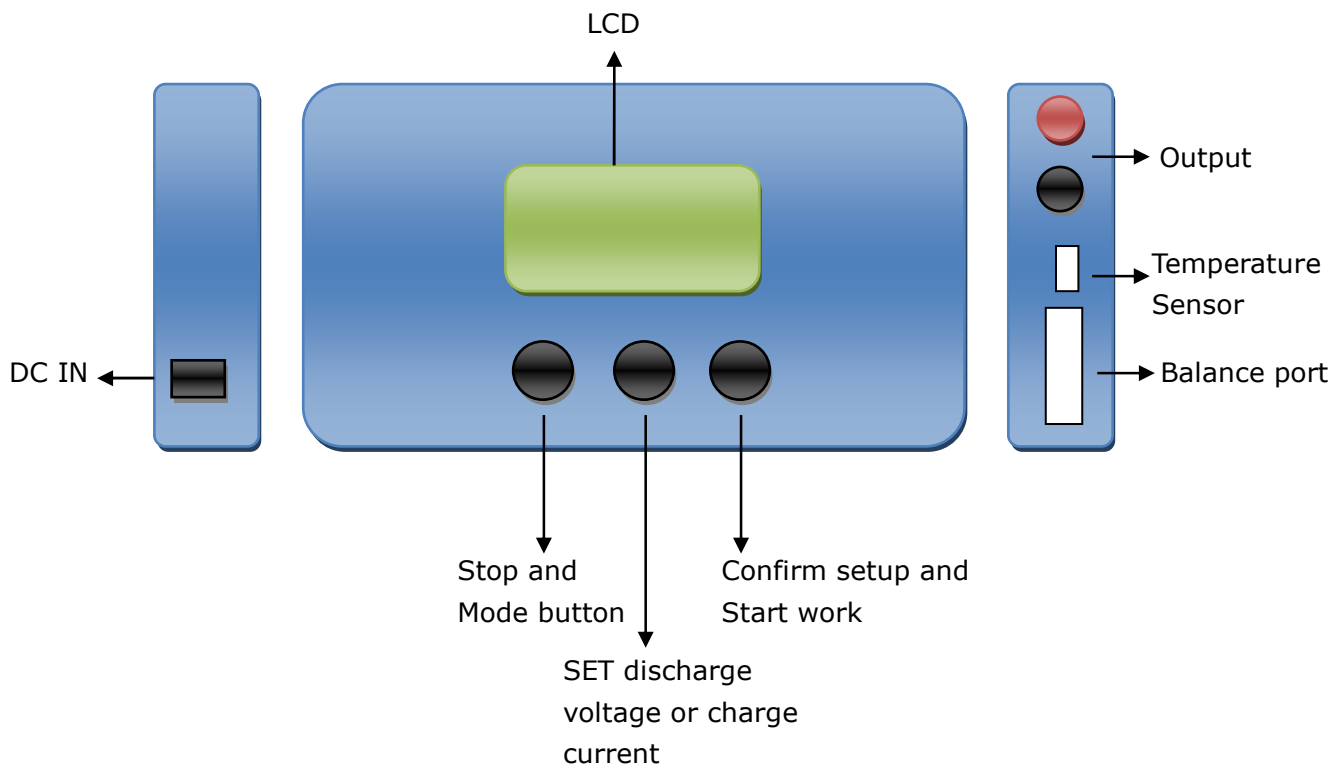 LCD
Output
Temperature
Sensor
DC IN
Balance port
Stop and
Mode button
Confirm setup and
Start work
SET discharge
voltage or charge
current